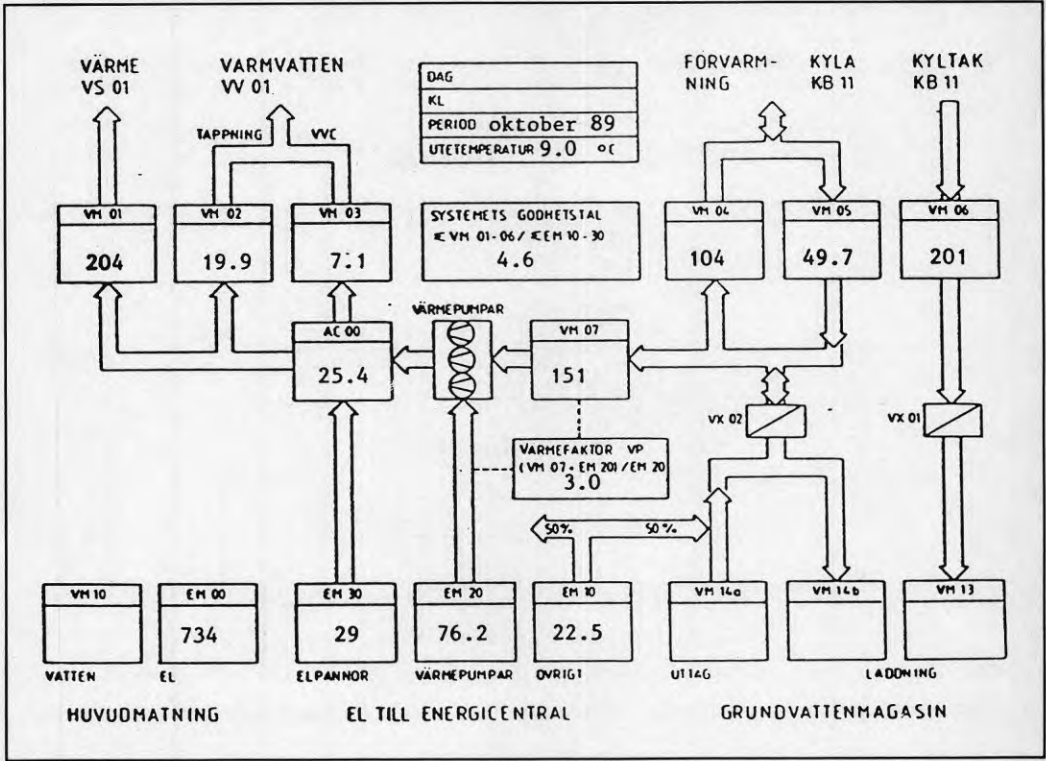 VÄRME
VS 01
VARMVATTEN
VV 01
TAPPNING
VVC
DAG
KL
PERIOD oktober 89
UTETEMPERATUR 9.0 °C
FÖRVARM-
NING
KYLA
KB 11
KYLTAK
KB 11
VM 01
204
VM 02
19.9
VM 03
7.1
SYSTEMETS GODHETSTAL
Σ VM 01-06 / Σ EM 10-30
4.6
VM 04
104
VM 05
49.7
VM 06
201
AC 00
25.4
VÄRMEPUMPAR
VM 07
151
VX 02
VX 01
VARMEFAKTOR VP
(VM 07 + EM 20) / EM 20
3.0
50%
50%
VM 10
VATTEN
EM 00
734
EL
EM 30
29
ELPANNOR
EM 20
76.2
VÄRMEPUMPAR
EM 10
22.5
ÖVRIGT
VM 14a
UTTAG
VM 14b
VM 13
LADDNING
HUVUDMATNING
EL TILL ENERGICENTRAL
GRUNDVATTENMAGASIN